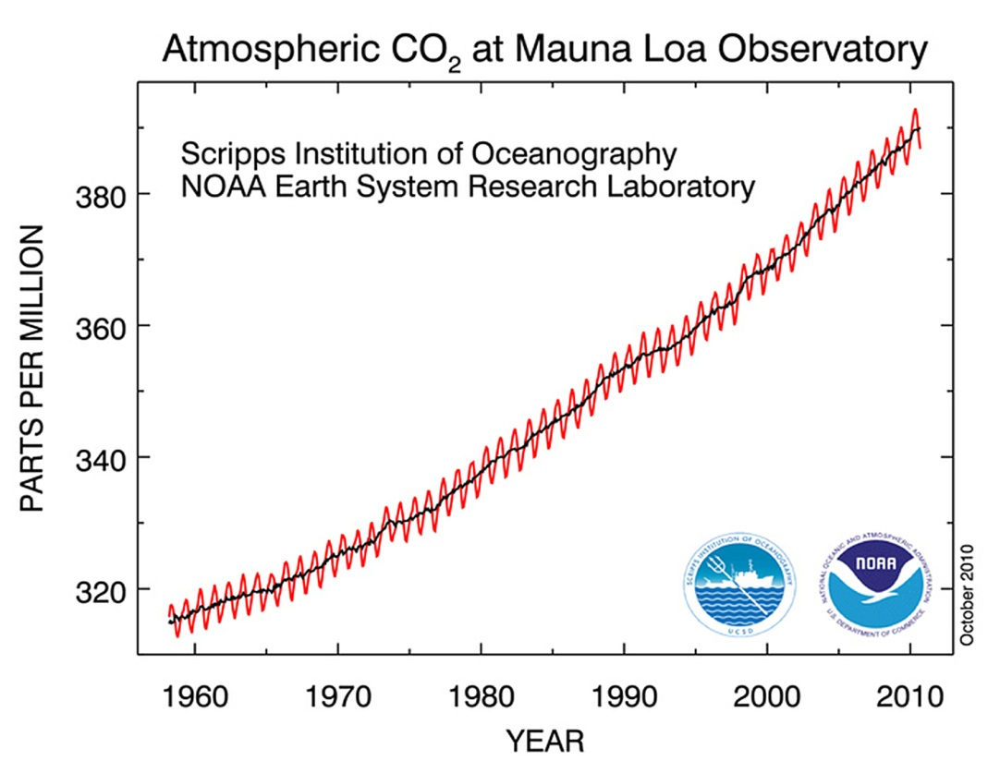 Atmospheric CO₂ at Mauna Loa Observatory
Scripps Institution of Oceanography
NOAA Earth System Research Laboratory
PARTS PER MILLION
380
360
340
320
SCRIPPS INSTITUTION OF OCEANOGRAPHY
UCSD
NATIONAL OCEANIC AND ATMOSPHERIC ADMINISTRATION
NOAA
U.S. DEPARTMENT OF COMMERCE
October 2010
1960 1970 1980 1990 2000 2010
YEAR